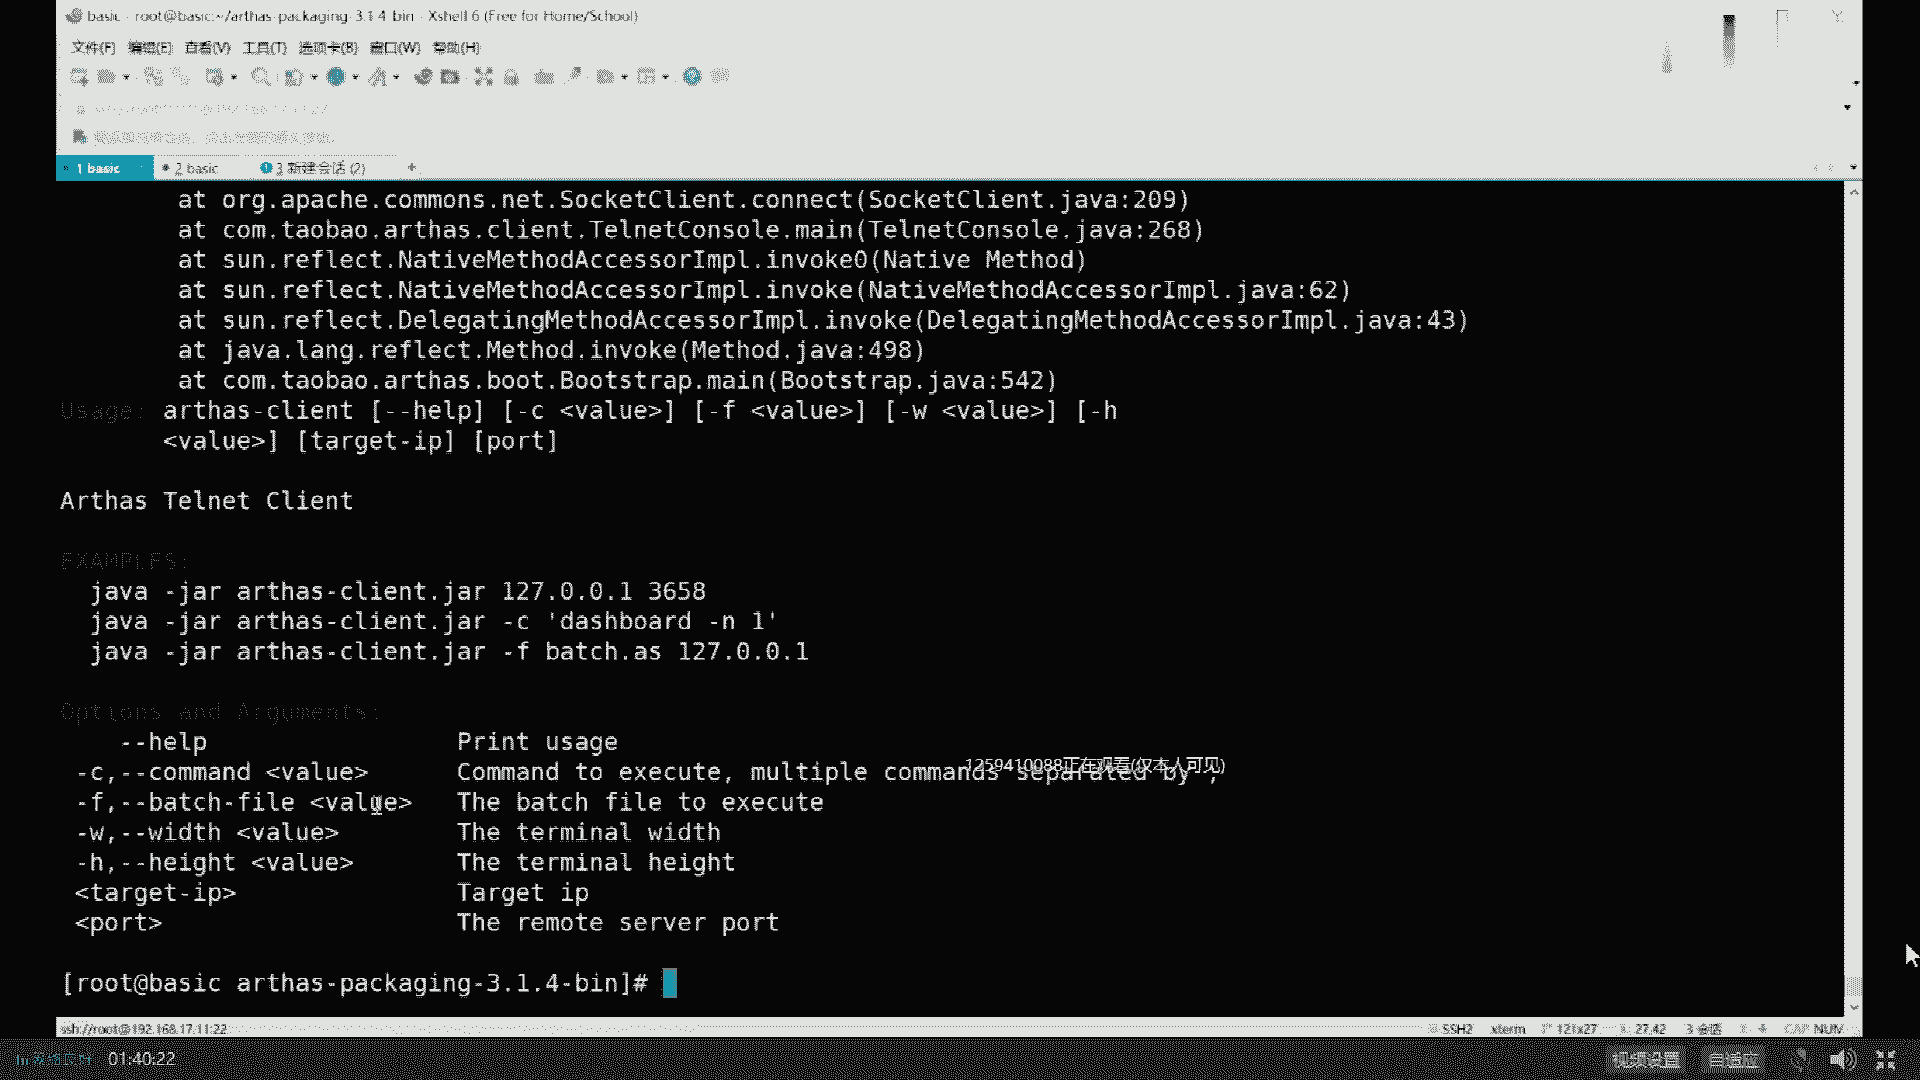 basic - root@basic:~/arthas-packaging-3.1.4-bin - Xshell 6 (Free for Home/School)
文件(F) 编辑(E) 查看(V) 工具(T) 选项卡(B) 窗口(W) 帮助(H)
1 basic 2 basic 3 新建会话 (2) +
at org.apache.commons.net.SocketClient.connect(SocketClient.java:209)
at com.taobao.arthas.client.TelnetConsole.main(TelnetConsole.java:268)
at sun.reflect.NativeMethodAccessorImpl.invoke0(Native Method)
at sun.reflect.NativeMethodAccessorImpl.invoke(NativeMethodAccessorImpl.java:62)
at sun.reflect.DelegatingMethodAccessorImpl.invoke(DelegatingMethodAccessorImpl.java:43)
at java.lang.reflect.Method.invoke(Method.java:498)
at com.taobao.arthas.boot.Bootstrap.main(Bootstrap.java:542)
Usage: arthas-client [--help] [-c <value>] [-f <value>] [-w <value>] [-h
<value>] [target-ip] [port]
Arthas Telnet Client
EXAMPLES:
java -jar arthas-client.jar 127.0.0.1 3658
java -jar arthas-client.jar -c 'dashboard -n 1'
java -jar arthas-client.jar -f batch.as 127.0.0.1
Options and Arguments:
--help Print usage
-c,--command <value> Command to execute, multiple commands separated by ;
1259410088正在观看(仅本人可见)
-f,--batch-file <value> The batch file to execute
-w,--width <value> The terminal width
-h,--height <value> The terminal height
<target-ip> Target ip
<port> The remote server port
[root@basic arthas-packaging-3.1.4-bin]#
ssh://root@192.168.17.11:22 SSH2 xterm 121x27 27,42 3 会话 CAP NUM
01:40:22 视频设置 自适应